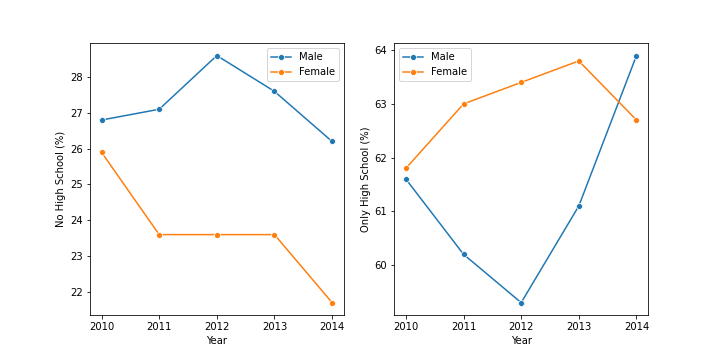 Male
Female
28
27
26
25
24
23
22
No High School (%)
2010 2011 2012 2013 2014
Year
Male
Female
64
63
62
61
60
Only High School (%)
2010 2011 2012 2013 2014
Year